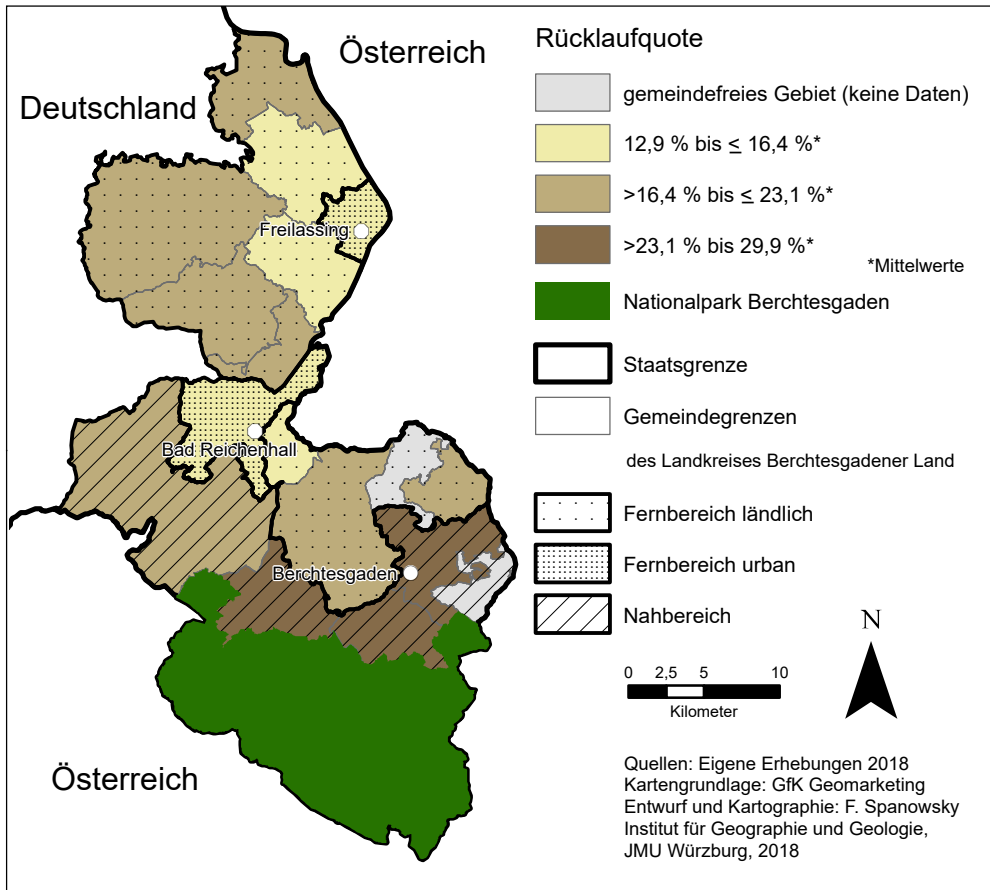 Österreich
Deutschland
Freilassing
Bad Reichenhall
Berchtesgaden
Österreich
Rücklaufquote
gemeindefreies Gebiet (keine Daten)
12,9 % bis ≤ 16,4 %*
>16,4 % bis ≤ 23,1 %*
>23,1 % bis 29,9 %*
*Mittelwerte
Nationalpark Berchtesgaden
Staatsgrenze
Gemeindegrenzen
des Landkreises Berchtesgadener Land
Fernbereich ländlich
Fernbereich urban
Nahbereich
N
0 2,5 5 10
Kilometer
Quellen: Eigene Erhebungen 2018
Kartengrundlage: GfK Geomarketing
Entwurf und Kartographie: F. Spanowsky
Institut für Geographie und Geologie,
JMU Würzburg, 2018